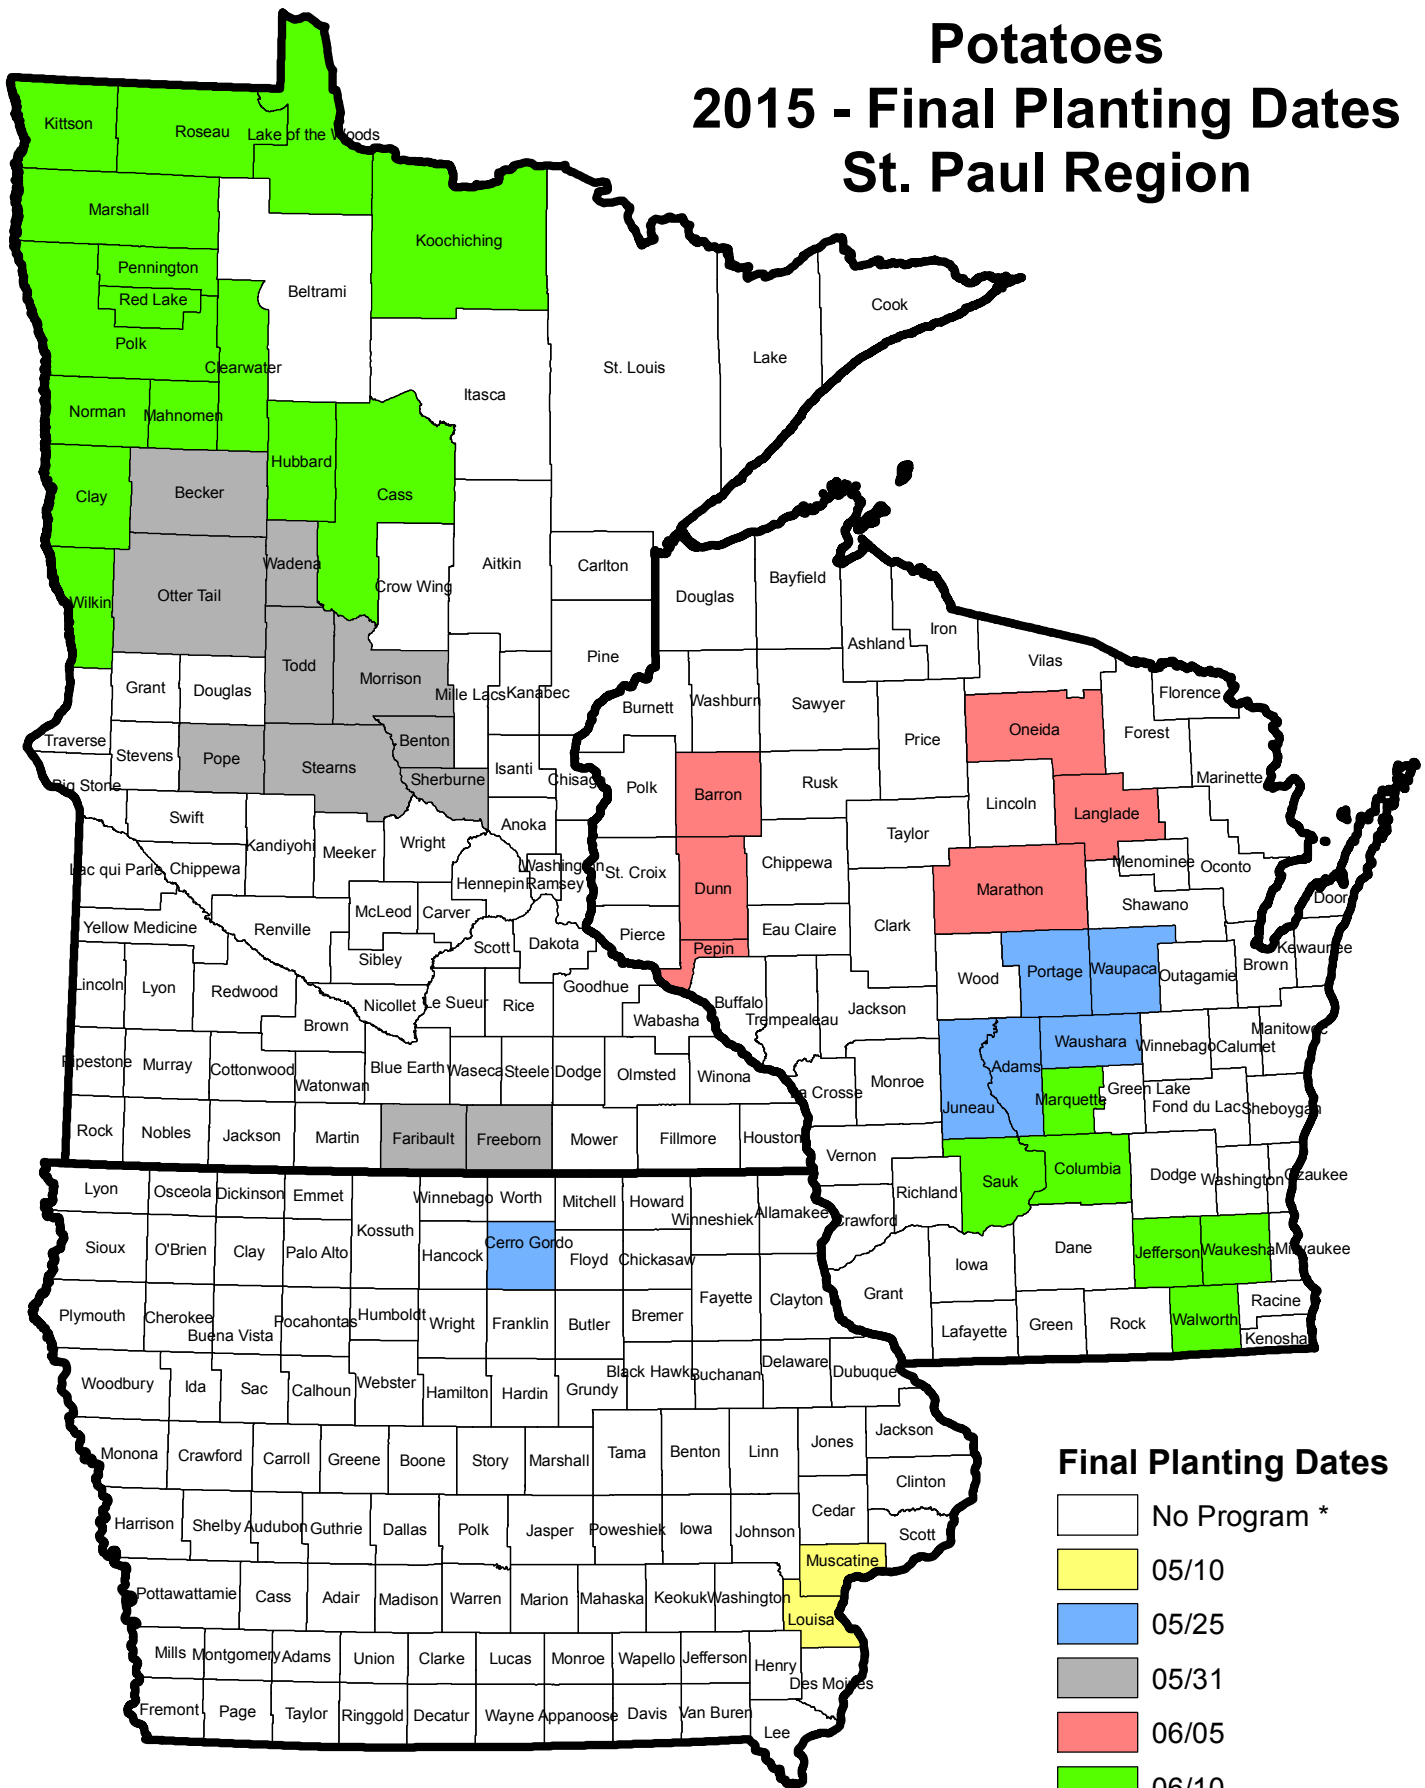 Potatoes
2015 - Final Planting Dates
St. Paul Region
Kittson
Roseau
Lake of the Woods
Marshall
Koochiching
Pennington
Beltrami
Red Lake
Cook
Polk
Lake
Clearwater
St. Louis
Itasca
Norman
Mahnomen
Hubbard
Becker
Clay
Cass
Wadena
Aitkin
Carlton
Crow Wing
Otter Tail
Wilkin
Pine
Todd
Morrison
Grant
Douglas
Mille Lacs
Kanabec
Traverse
Stevens
Pope
Benton
Stearns
Isanti
Sherburne
Chisago
Big Stone
Swift
Anoka
Kandiyohi
Meeker
Wright
Lac qui Parle
Chippewa
Washington
Hennepin
Ramsey
McLeod
Carver
Yellow Medicine
Renville
Scott
Dakota
Sibley
Lincoln
Lyon
Redwood
Nicollet
Le Sueur
Rice
Goodhue
Brown
Wabasha
Pipestone
Murray
Cottonwood
Watonwan
Blue Earth
Waseca
Steele
Dodge
Olmsted
Winona
Rock
Nobles
Jackson
Martin
Faribault
Freeborn
Mower
Fillmore
Houston
Douglas
Bayfield
Ashland
Iron
Vilas
Burnett
Washburn
Sawyer
Florence
Oneida
Forest
Price
Polk
Barron
Rusk
Marinette
Lincoln
Langlade
Taylor
Chippewa
Menominee
Oconto
St. Croix
Dunn
Marathon
Shawano
Door
Clark
Pierce
Eau Claire
Pepin
Kewaunee
Wood
Portage
Waupaca
Outagamie
Brown
Buffalo
Trempealeau
Jackson
Manitowoc
Waushara
Winnebago
Calumet
Adams
La Crosse
Monroe
Juneau
Marquette
Green Lake
Fond du Lac
Sheboygan
Vernon
Sauk
Columbia
Dodge
Washington
Ozaukee
Richland
Crawford
Dane
Jefferson
Waukesha
Milwaukee
Iowa
Grant
Racine
Walworth
Lafayette
Green
Rock
Kenosha
Lyon
Osceola
Dickinson
Emmet
Winnebago
Worth
Mitchell
Howard
Winneshiek
Allamakee
Kossuth
Sioux
O'Brien
Clay
Palo Alto
Hancock
Cerro Gordo
Floyd
Chickasaw
Plymouth
Cherokee
Buena Vista
Pocahontas
Humboldt
Wright
Franklin
Butler
Bremer
Fayette
Clayton
Woodbury
Ida
Sac
Calhoun
Webster
Hamilton
Hardin
Grundy
Black Hawk
Buchanan
Delaware
Dubuque
Monona
Crawford
Carroll
Greene
Boone
Story
Marshall
Tama
Benton
Linn
Jones
Jackson
Clinton
Cedar
Harrison
Shelby
Audubon
Guthrie
Dallas
Polk
Jasper
Poweshiek
Iowa
Johnson
Scott
Muscatine
Pottawattamie
Cass
Adair
Madison
Warren
Marion
Mahaska
Keokuk
Washington
Louisa
Mills
Montgomery
Adams
Union
Clarke
Lucas
Monroe
Wapello
Jefferson
Henry
Des Moines
Fremont
Page
Taylor
Ringgold
Decatur
Wayne
Appanoose
Davis
Van Buren
Lee
Final Planting Dates
No Program *
05/10
05/25
05/31
06/05
06/10